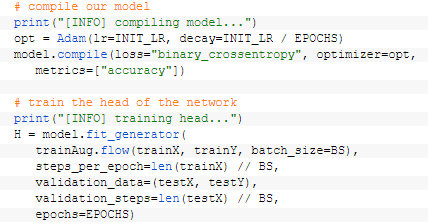 # compile our model
print("[INFO] compiling model...")
opt = Adam(lr=INIT_LR, decay=INIT_LR / EPOCHS)
model.compile(loss="binary_crossentropy", optimizer=opt,
metrics=["accuracy"])
# train the head of the network
print("[INFO] training head...")
H = model.fit_generator(
trainAug.flow(trainX, trainY, batch_size=BS),
steps_per_epoch=len(trainX) // BS,
validation_data=(testX, testY),
validation_steps=len(testX) // BS,
epochs=EPOCHS)